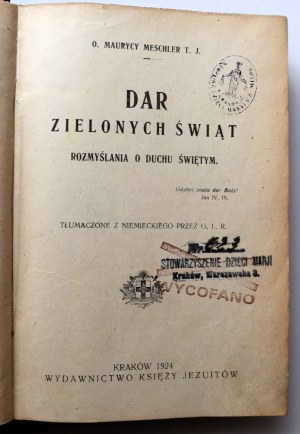 O. MAURYCY MESCHLER T. J.
DAR
ZIELONYCH ŚWIĄT
ROZMYŚLANIA O DUCHU ŚWIĘTYM.
Gdybyś znała dar Boży!
Jan IV, 10.
TŁUMACZONE Z NIEMIECKIEGO PRZEZ O. L. R.
Nr.
STOWARZYSZENIE DZIECI MARJI
Kraków, Warszawska 8.
WYCOFANO
KRAKÓW 1924
WYDAWNICTWO KSIĘŻY JEZUITÓW